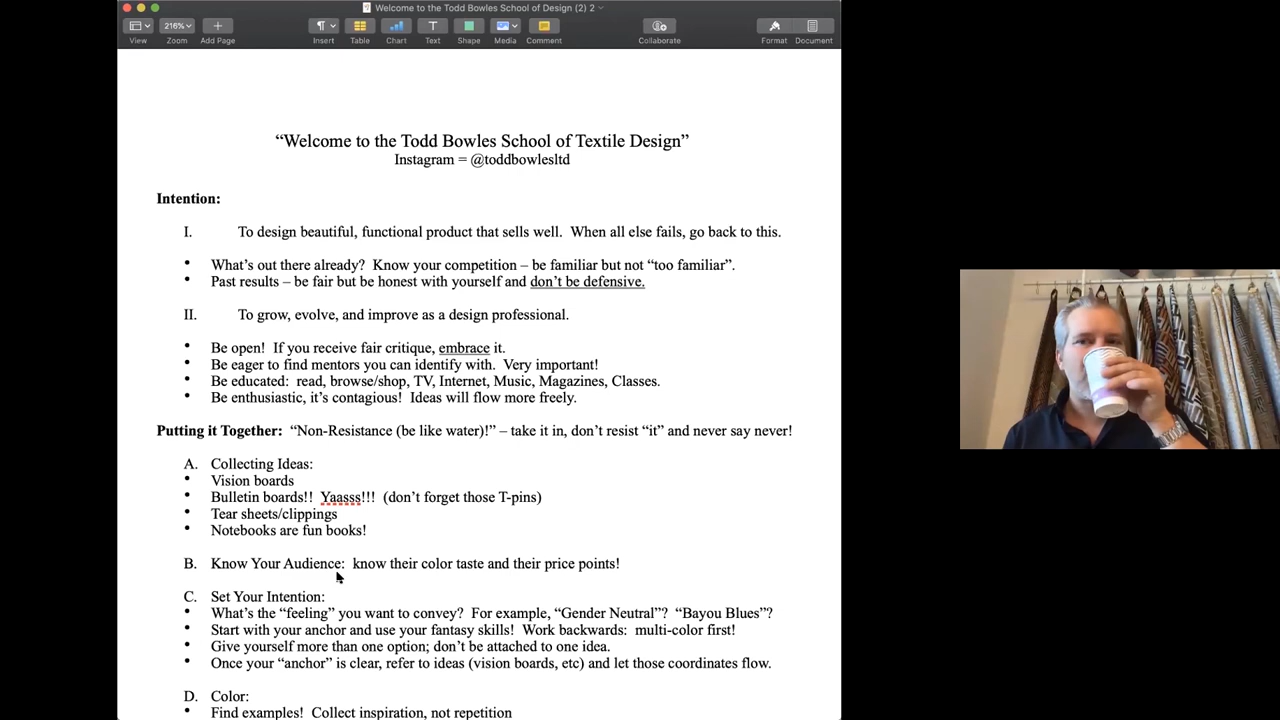 Welcome to the Todd Bowles School of Design (2) 2
216%
View
Zoom
Add Page
Insert
Table
Chart
Text
Shape
Media
Comment
Collaborate
Format
Document
“Welcome to the Todd Bowles School of Textile Design”
Instagram = @toddbowlesltd
Intention:
I. To design beautiful, functional product that sells well. When all else fails, go back to this.
• What’s out there already? Know your competition – be familiar but not “too familiar”.
• Past results – be fair but be honest with yourself and don’t be defensive.
II. To grow, evolve, and improve as a design professional.
• Be open! If you receive fair critique, embrace it.
• Be eager to find mentors you can identify with. Very important!
• Be educated: read, browse/shop, TV, Internet, Music, Magazines, Classes.
• Be enthusiastic, it’s contagious! Ideas will flow more freely.
Putting it Together: “Non-Resistance (be like water)!” – take it in, don’t resist “it” and never say never!
A. Collecting Ideas:
• Vision boards
• Bulletin boards!! Yaasss!!! (don’t forget those T-pins)
• Tear sheets/clippings
• Notebooks are fun books!
B. Know Your Audience: know their color taste and their price points!
C. Set Your Intention:
• What’s the “feeling” you want to convey? For example, “Gender Neutral”? “Bayou Blues”?
• Start with your anchor and use your fantasy skills! Work backwards: multi-color first!
• Give yourself more than one option; don’t be attached to one idea.
• Once your “anchor” is clear, refer to ideas (vision boards, etc) and let those coordinates flow.
D. Color:
• Find examples! Collect inspiration, not repetition